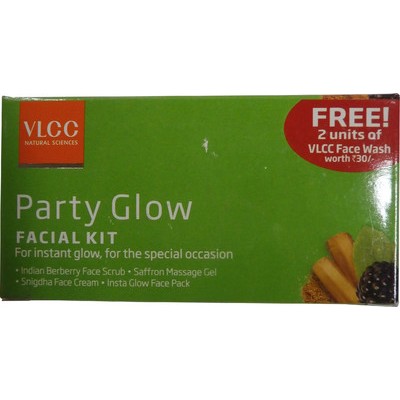 VLCC
NATURAL SCIENCES
FREE!
2 units of
VLCC Face Wash
worth ₹30/-
Party Glow
FACIAL KIT
For instant glow, for the special occasion
• Indian Berberry Face Scrub • Saffron Massage Gel
• Snigdha Face Cream • Insta Glow Face Pack